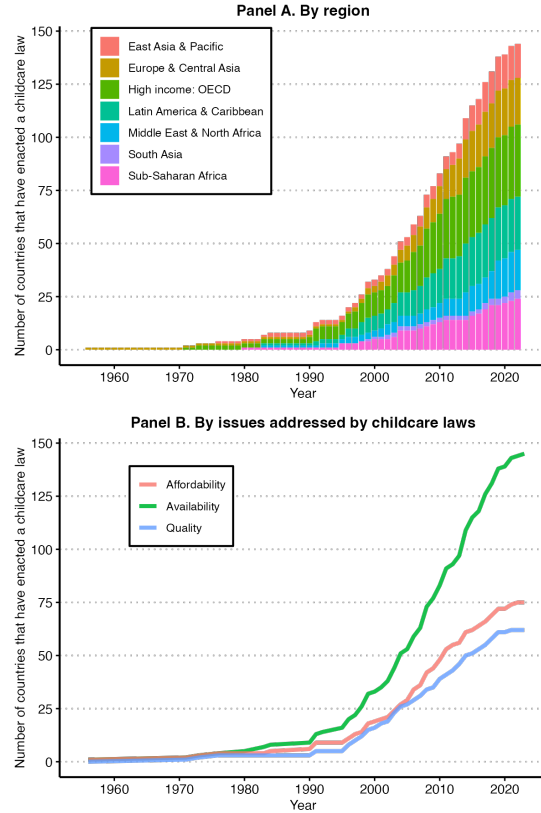 Panel A. By region
Number of countries that have enacted a childcare law
150
125
100
75
50
25
0
East Asia & Pacific
Europe & Central Asia
High income: OECD
Latin America & Caribbean
Middle East & North Africa
South Asia
Sub-Saharan Africa
1960 1970 1980 1990 2000 2010 2020
Year
Panel B. By issues addressed by childcare laws
Number of countries that have enacted a childcare law
150
125
100
75
50
25
0
Affordability
Availability
Quality
1960 1970 1980 1990 2000 2010 2020
Year